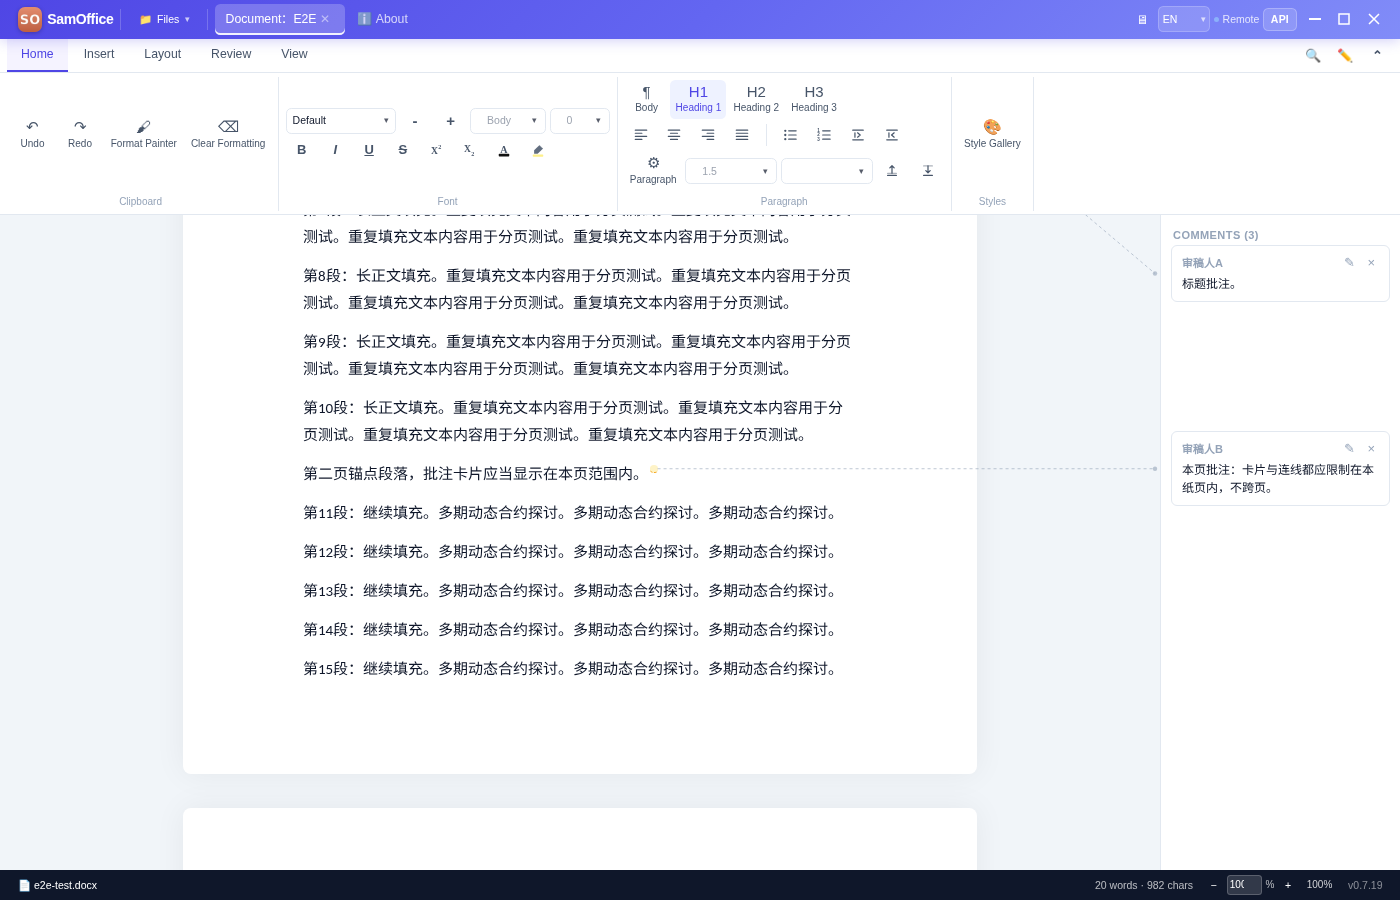 SO SamOffice
Files
Document：E2E
About
EN
Remote
API
Home
Insert
Layout
Review
View
Undo
Redo
Format Painter
Clear Formatting
Clipboard
Default
- +
Body
0
B I U S X² X₂ A
Font
¶ Body
H1 Heading 1
H2 Heading 2
H3 Heading 3
Paragraph
1.5
Paragraph
Style Gallery
Styles
测试。重复填充文本内容用于分页测试。重复填充文本内容用于分页测试。
第8段：长正文填充。重复填充文本内容用于分页测试。重复填充文本内容用于分页
测试。重复填充文本内容用于分页测试。重复填充文本内容用于分页测试。
第9段：长正文填充。重复填充文本内容用于分页测试。重复填充文本内容用于分页
测试。重复填充文本内容用于分页测试。重复填充文本内容用于分页测试。
第10段：长正文填充。重复填充文本内容用于分页测试。重复填充文本内容用于分
页测试。重复填充文本内容用于分页测试。重复填充文本内容用于分页测试。
第二页锚点段落，批注卡片应当显示在本页范围内。
第11段：继续填充。多期动态合约探讨。多期动态合约探讨。多期动态合约探讨。
第12段：继续填充。多期动态合约探讨。多期动态合约探讨。多期动态合约探讨。
第13段：继续填充。多期动态合约探讨。多期动态合约探讨。多期动态合约探讨。
第14段：继续填充。多期动态合约探讨。多期动态合约探讨。多期动态合约探讨。
第15段：继续填充。多期动态合约探讨。多期动态合约探讨。多期动态合约探讨。
COMMENTS (3)
审稿人A
标题批注。
审稿人B
本页批注：卡片与连线都应限制在本
纸页内，不跨页。
e2e-test.docx
20 words · 982 chars
− 100 % +
100%
v0.7.19